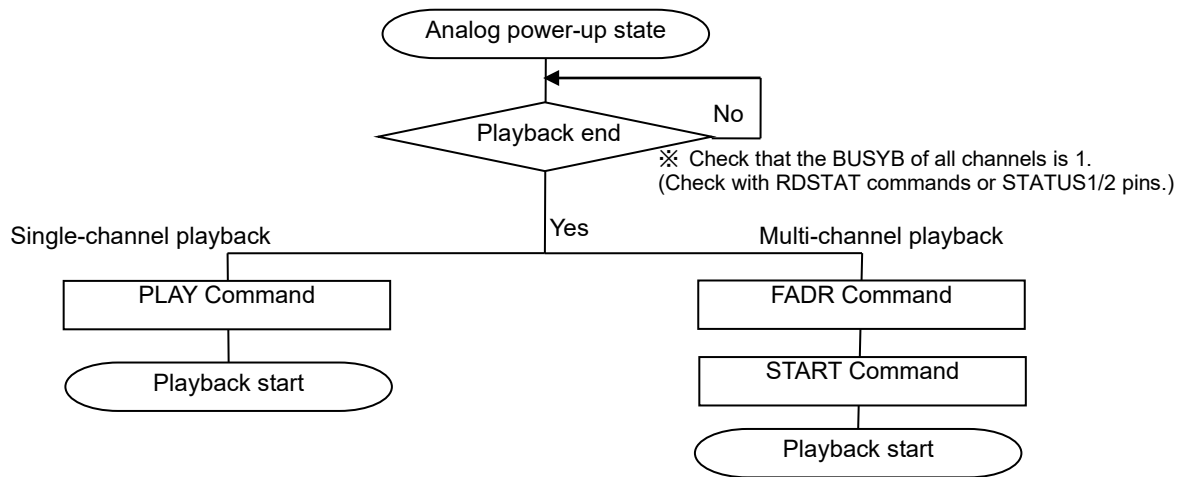 Analog power-up state
No
Playback end
※ Check that the BUSYB of all channels is 1.
(Check with RDSTAT commands or STATUS1/2 pins.)
Yes
Single-channel playback
Multi-channel playback
PLAY Command
FADR Command
Playback start
START Command
Playback start